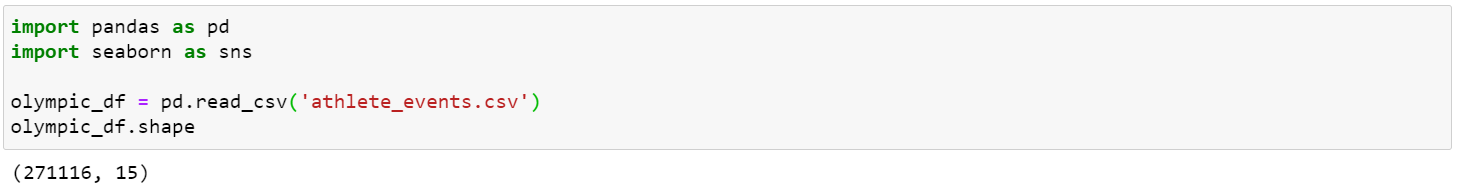 import pandas as pd
import seaborn as sns
olympic_df = pd.read_csv('athlete_events.csv')
olympic_df.shape
(271116, 15)